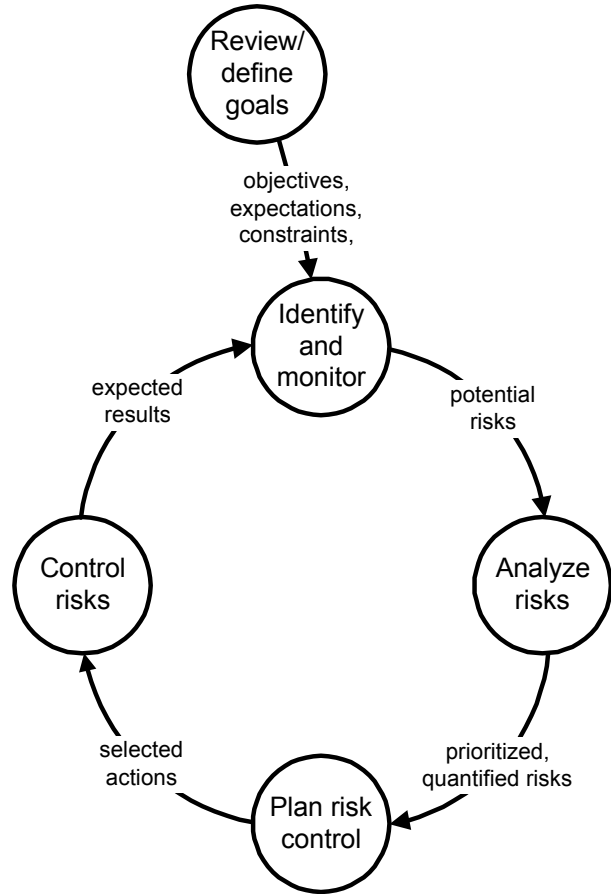 Review/
define
goals
objectives,
expectations,
constraints,
Identify
and
monitor
expected
results
potential
risks
Control
risks
Analyze
risks
selected
actions
prioritized,
quantified risks
Plan risk
control